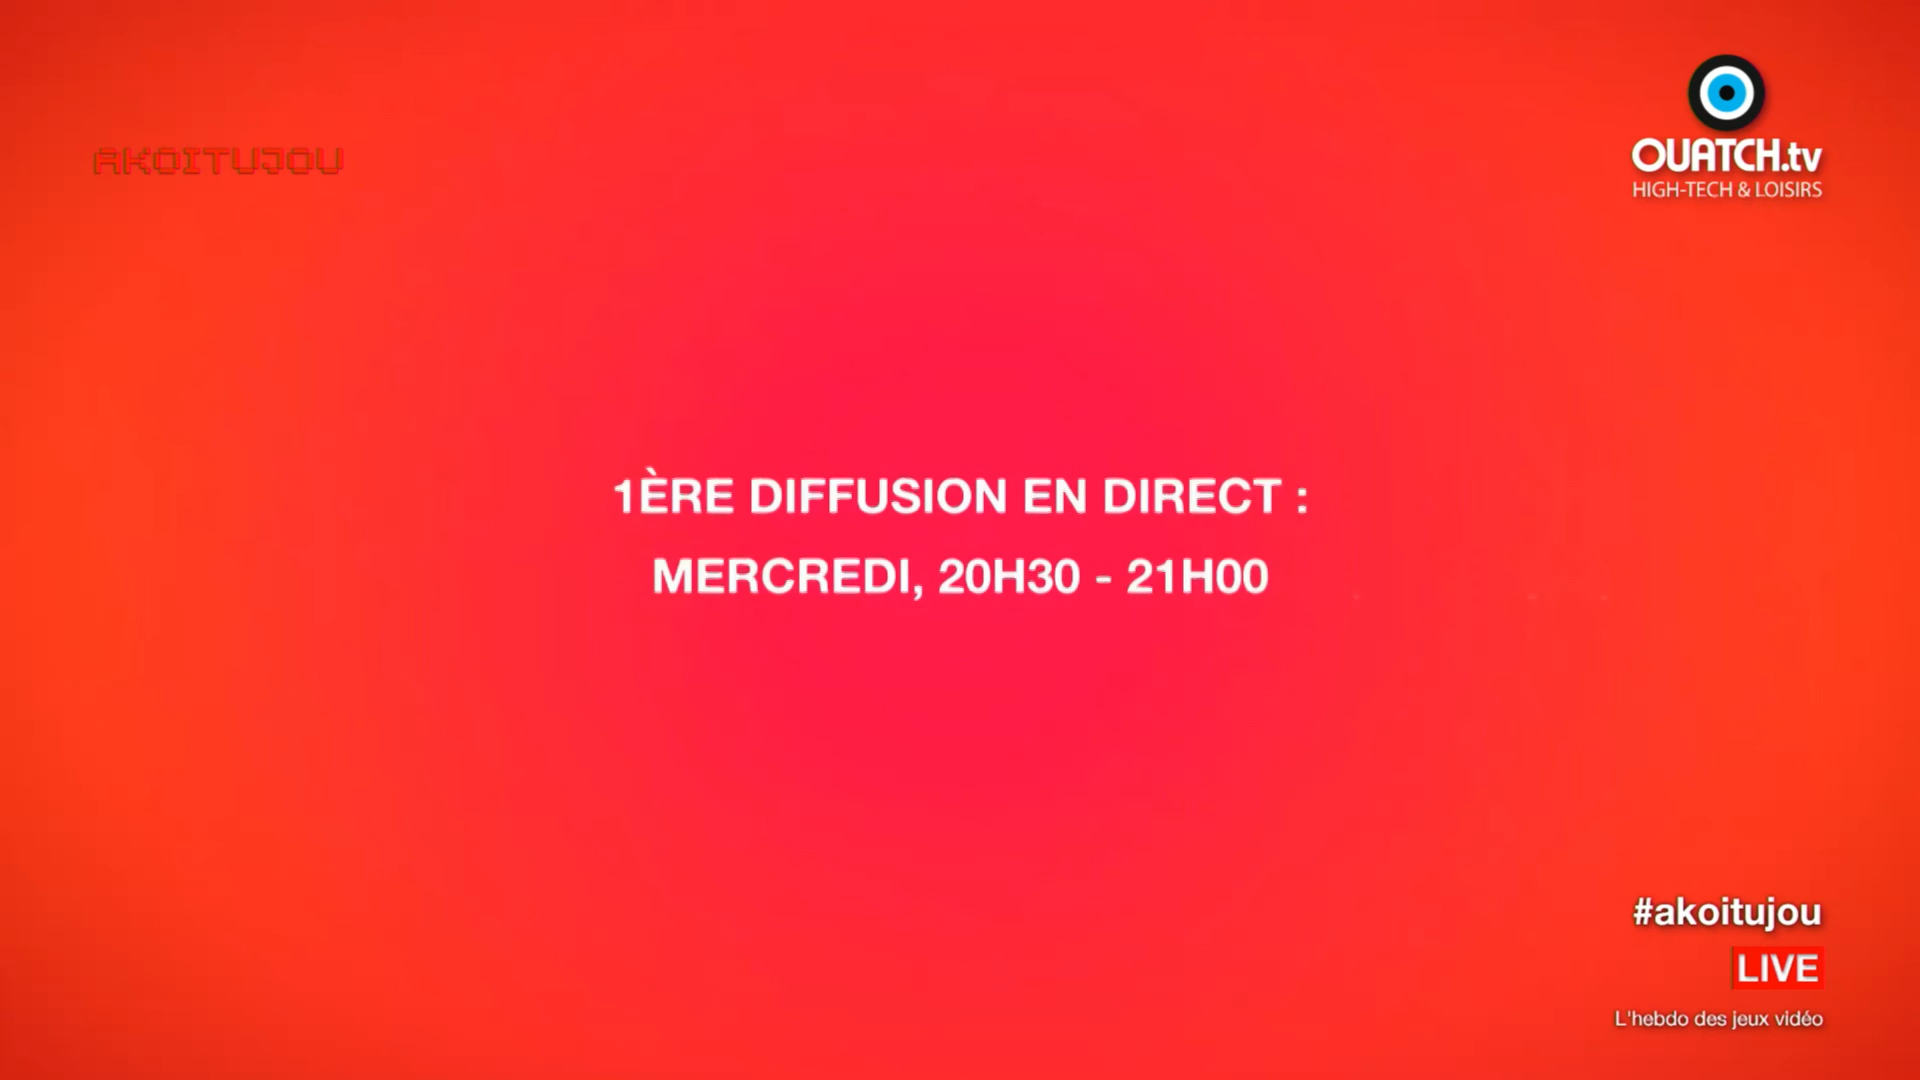 AKOITUJOU
OUATCH.tv
HIGH-TECH & LOISIRS
1ÈRE DIFFUSION EN DIRECT :
MERCREDI, 20H30 - 21H00
#akoitujou
LIVE
L'hebdo des jeux vidéo